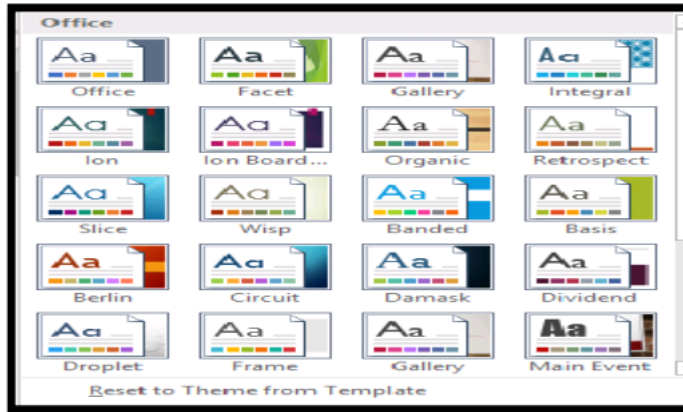 Office
Aa Aa Aa Aa
Office Facet Gallery Integral
Aa Aa Aa Aa
Ion Ion Board... Organic Retrospect
Aa Aa Aa Aa
Slice Wisp Banded Basis
Aa Aa Aa Aa
Berlin Circuit Damask Dividend
Aa Aa Aa Aa
Droplet Frame Gallery Main Event
Reset to Theme from Template